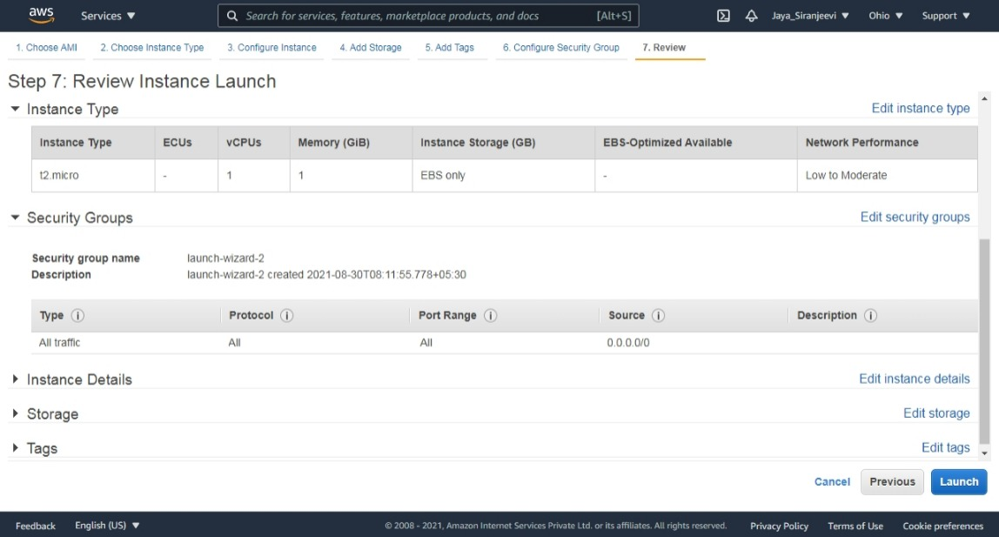 aws Services Search for services, features, marketplace products, and docs [Alt+S] Jaya_Siranjeevi Ohio Support
1. Choose AMI 2. Choose Instance Type 3. Configure Instance 4. Add Storage 5. Add Tags 6. Configure Security Group 7. Review
Step 7: Review Instance Launch
Instance Type Edit instance type
Instance Type ECUs vCPUs Memory (GiB) Instance Storage (GB) EBS-Optimized Available Network Performance
t2.micro - 1 1 EBS only - Low to Moderate
Security Groups Edit security groups
Security group name launch-wizard-2
Description launch-wizard-2 created 2021-08-30T08:11:55.778+05:30
Type i Protocol i Port Range i Source i Description i
All traffic All All 0.0.0.0/0
Instance Details Edit instance details
Storage Edit storage
Tags Edit tags
Cancel Previous Launch
Feedback English (US) © 2008 - 2021, Amazon Internet Services Private Ltd. or its affiliates. All rights reserved. Privacy Policy Terms of Use Cookie preferences